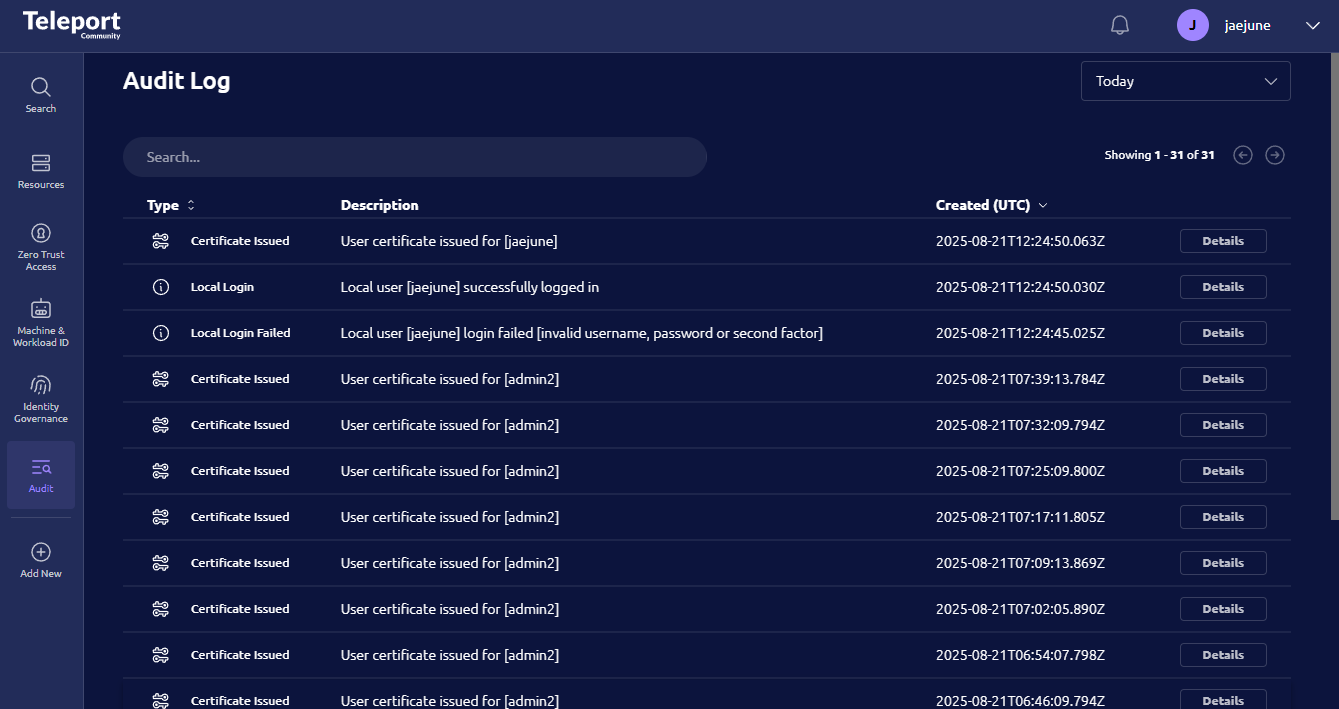 Teleport
Community
J
jaejune
Search
Resources
Zero Trust
Access
Machine &
Workload ID
Identity
Governance
Audit
Add New
Audit Log
Today
Search...
Showing 1 - 31 of 31
Type Description Created (UTC)
Certificate Issued User certificate issued for [jaejune] 2025-08-21T12:24:50.063Z Details
Local Login Local user [jaejune] successfully logged in 2025-08-21T12:24:50.030Z Details
Local Login Failed Local user [jaejune] login failed [invalid username, password or second factor] 2025-08-21T12:24:45.025Z Details
Certificate Issued User certificate issued for [admin2] 2025-08-21T07:39:13.784Z Details
Certificate Issued User certificate issued for [admin2] 2025-08-21T07:32:09.794Z Details
Certificate Issued User certificate issued for [admin2] 2025-08-21T07:25:09.800Z Details
Certificate Issued User certificate issued for [admin2] 2025-08-21T07:17:11.805Z Details
Certificate Issued User certificate issued for [admin2] 2025-08-21T07:09:13.869Z Details
Certificate Issued User certificate issued for [admin2] 2025-08-21T07:02:05.890Z Details
Certificate Issued User certificate issued for [admin2] 2025-08-21T06:54:07.798Z Details
Certificate Issued User certificate issued for [admin2] 2025-08-21T06:46:09.794Z Details